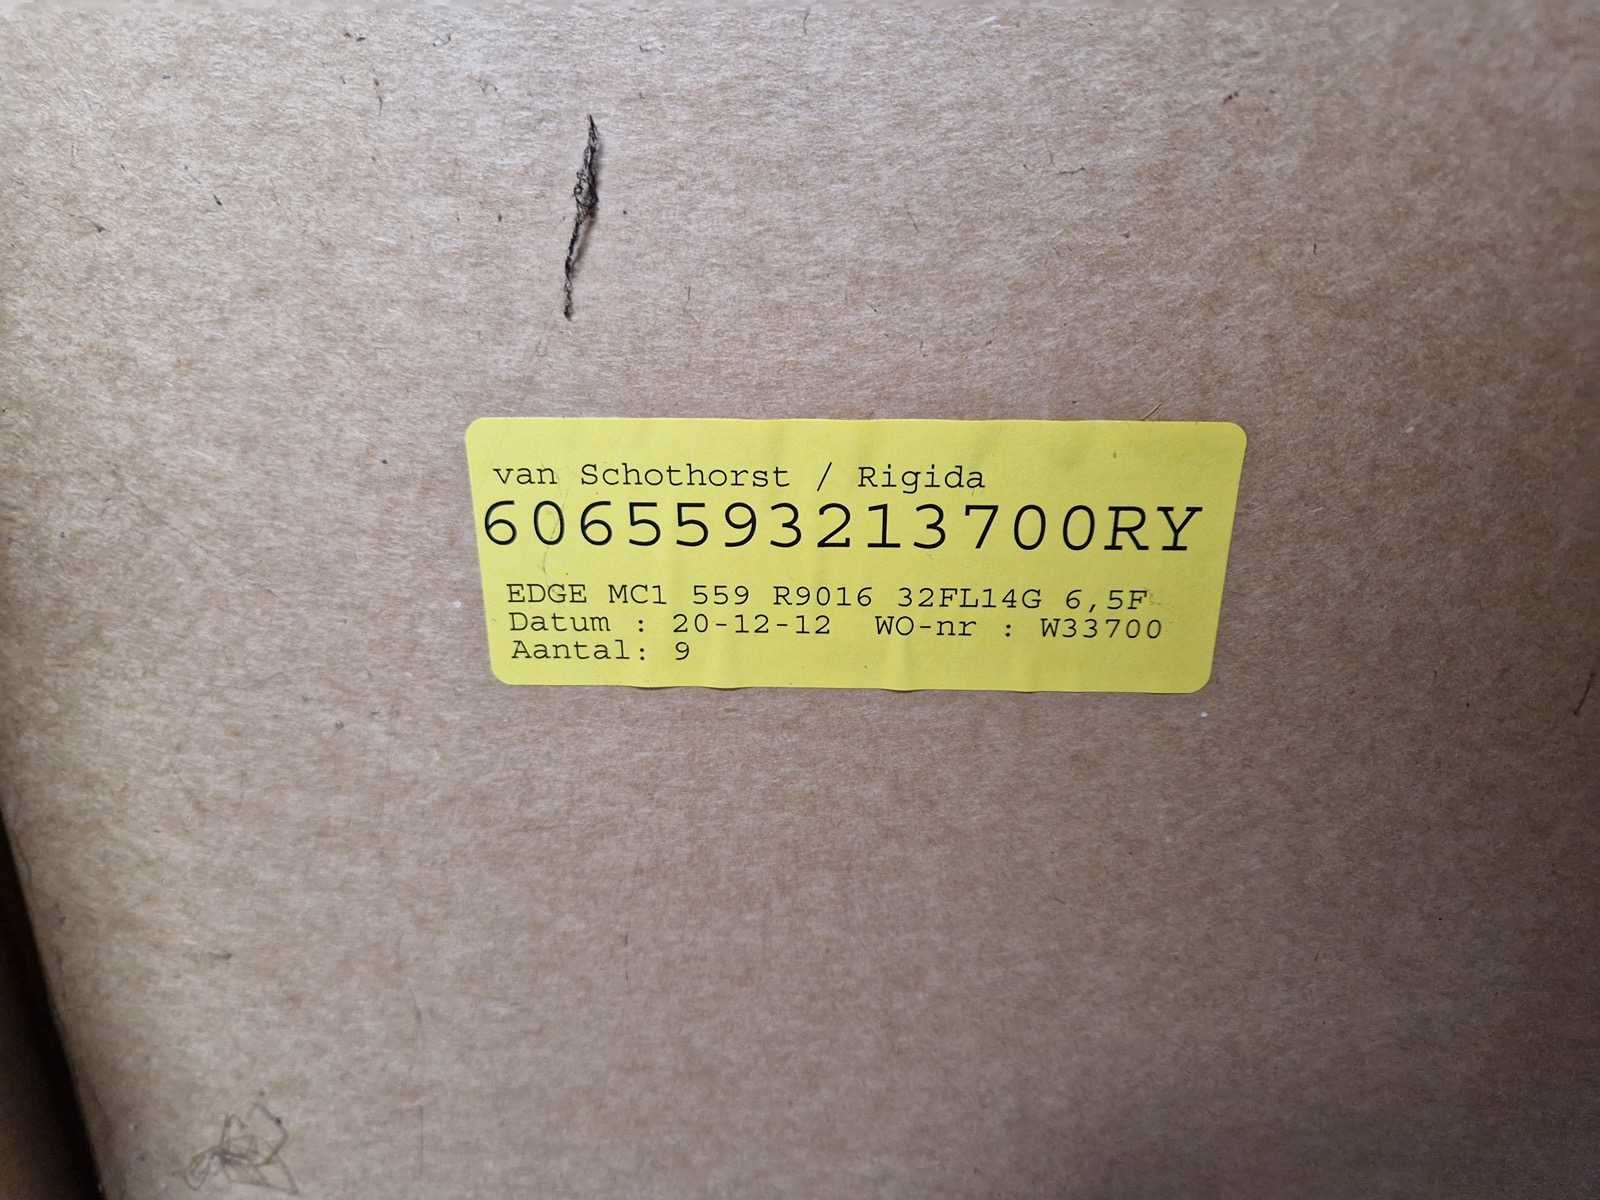 van Schothorst / Rigida
6065593213700RY
EDGE MC1 559 R9016 32FL14G 6,5F
Datum : 20-12-12 WO-nr : W33700
Aantal: 9